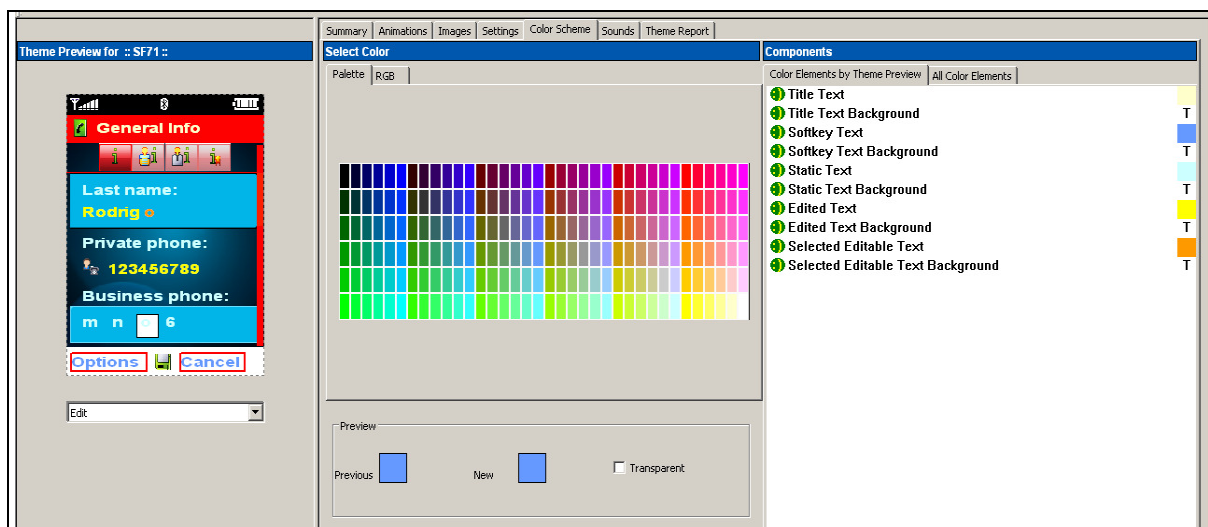 Summary Animations Images Settings Color Scheme Sounds Theme Report
Theme Preview for :: SF71 ::
Select Color
Components
Palette RGB
Color Elements by Theme Preview All Color Elements
General Info
i i i i
Last name:
Rodrig o
Private phone:
123456789
Business phone:
m n o 6
Options Cancel
Edit
Title Text
Title Text Background T
Softkey Text
Softkey Text Background T
Static Text
Static Text Background T
Edited Text
Edited Text Background T
Selected Editable Text
Selected Editable Text Background T
Preview
Previous New Transparent